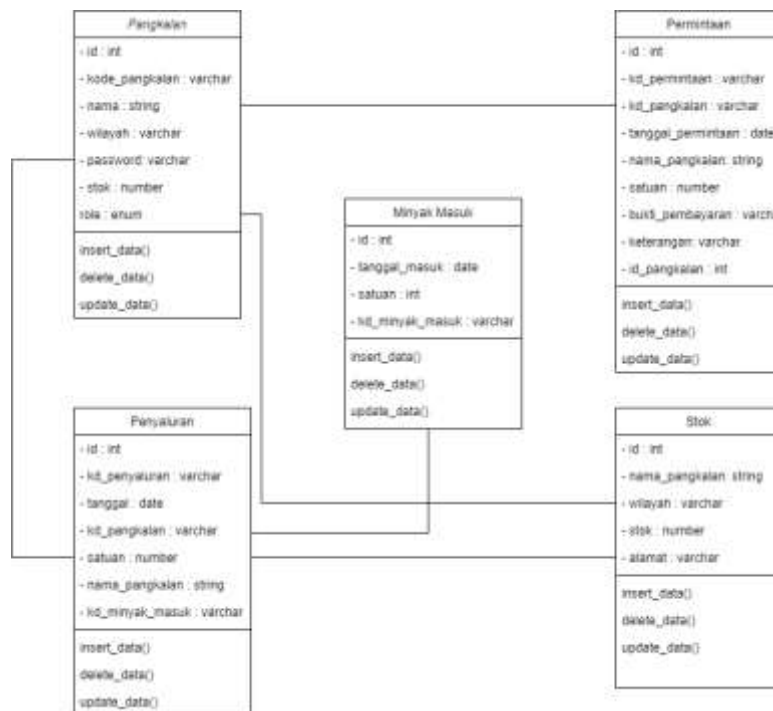 Pangkalan
- id : int
- kode_pangkalan : varchar
- nama : string
- wilayah : varchar
- password: varchar
- stok : number
role : enum
insert_data()
delete_data()
update_data()
Permintaan
- id : int
- kd_permintaan : varchar
- kd_pangkalan : varchar
- tanggal_permintaan : date
- nama_pangkalan: string
- satuan : number
- bukti_pembayaran : varch
- keterangan: varchar
- id_pangkalan : int
insert_data()
delete_data()
update_data()
Minyak Masuk
- id : int
- tanggal_masuk : date
- satuan : int
- kd_minyak_masuk : varchar
insert_data()
delete_data()
update_data()
Penyaluran
- id : int
- kd_penyaluran : varchar
- tanggal : date
- kd_pangkalan : varchar
- satuan : number
- nama_pangkalan : string
- kd_minyak_masuk : varchar
insert_data()
delete_data()
update_data()
Stok
- id : int
- nama_pangkalan: string
- wilayah : varchar
- stok : number
- alamat : varchar
insert_data()
delete_data()
update_data()